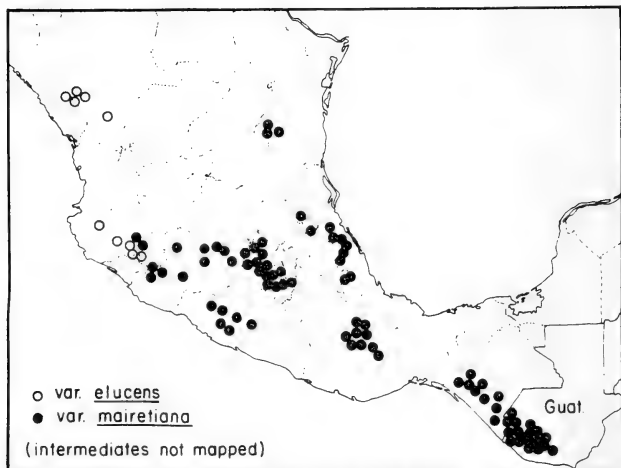 Guat.
○ var. elucens
● var. mairetiana
(intermediates not mapped)